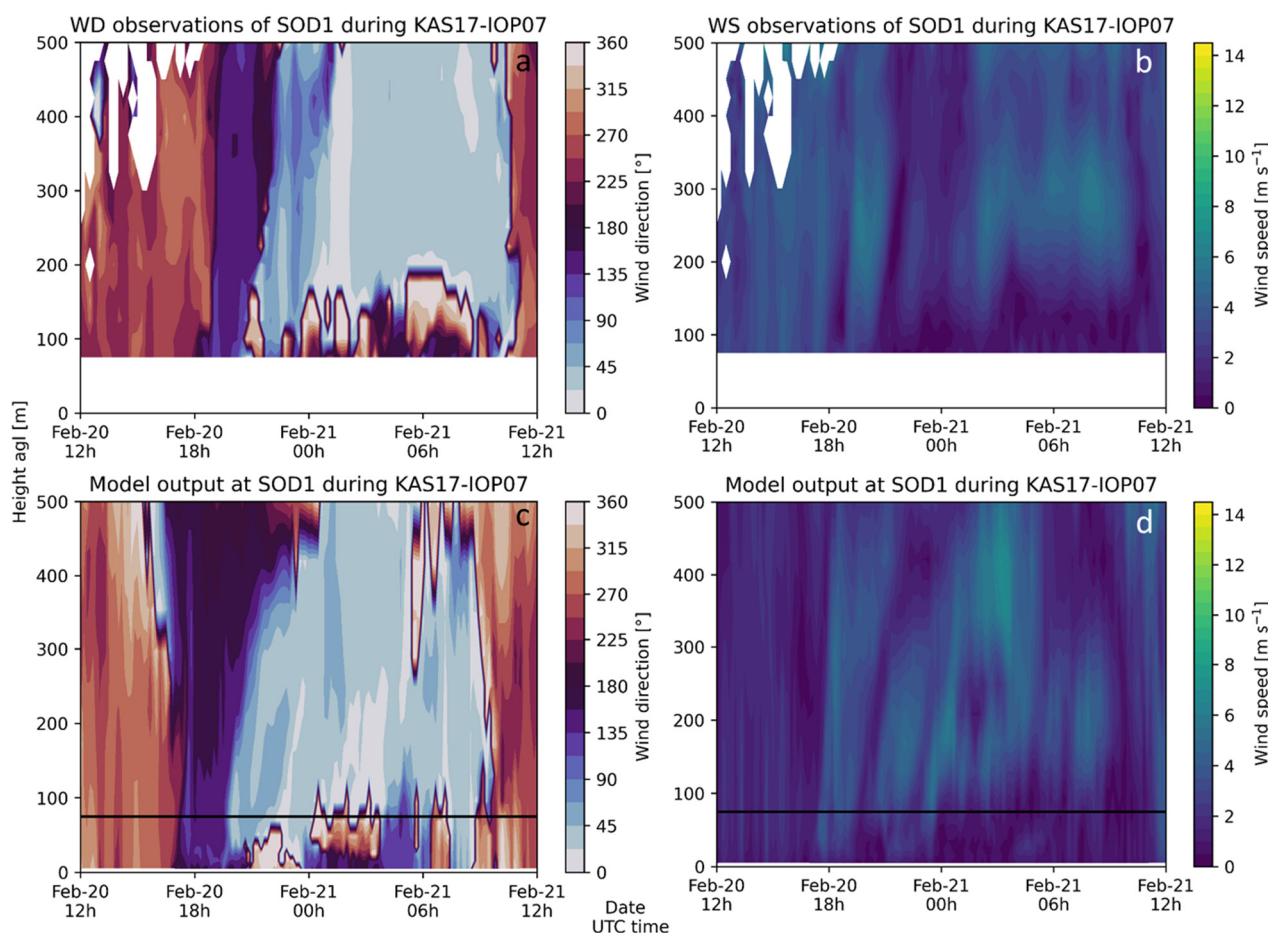 WD observations of SOD1 during KAS17-IOP07
a
500
400
300
200
100
0
Feb-20
12h
Feb-20
18h
Feb-21
00h
Feb-21
06h
Feb-21
12h
360
315
270
225
180
135
90
45
0
Wind direction [°]
WS observations of SOD1 during KAS17-IOP07
b
500
400
300
200
100
0
Feb-20
12h
Feb-20
18h
Feb-21
00h
Feb-21
06h
Feb-21
12h
14
12
10
8
6
4
2
0
Wind speed [m s⁻¹]
Height agl [m]
Model output at SOD1 during KAS17-IOP07
c
500
400
300
200
100
0
Feb-20
12h
Feb-20
18h
Feb-21
00h
Feb-21
06h
Feb-21
12h
360
315
270
225
180
135
90
45
0
Wind direction [°]
Model output at SOD1 during KAS17-IOP07
d
500
400
300
200
100
0
Feb-20
12h
Feb-20
18h
Feb-21
00h
Feb-21
06h
Feb-21
12h
14
12
10
8
6
4
2
0
Wind speed [m s⁻¹]
Date
UTC time